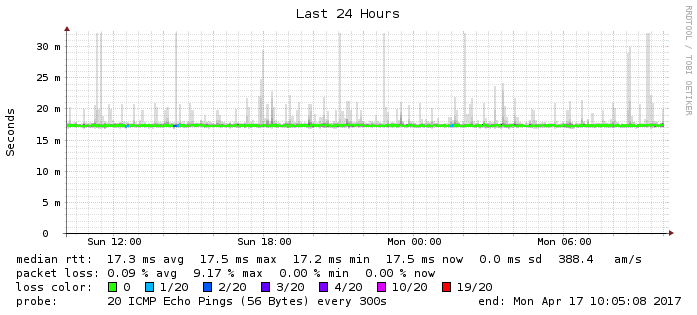 Last 24 Hours
RRDTOOL / TOBI OETIKER
Seconds
30 m
25 m
20 m
15 m
10 m
5 m
0
Sun 12:00 Sun 18:00 Mon 00:00 Mon 06:00
median rtt: 17.3 ms avg 17.5 ms max 17.2 ms min 17.5 ms now 0.0 ms sd 388.4 am/s
packet loss: 0.09 % avg 9.17 % max 0.00 % min 0.00 % now
loss color: 0 1/20 2/20 3/20 4/20 10/20 19/20
probe: 20 ICMP Echo Pings (56 Bytes) every 300s end: Mon Apr 17 10:05:08 2017